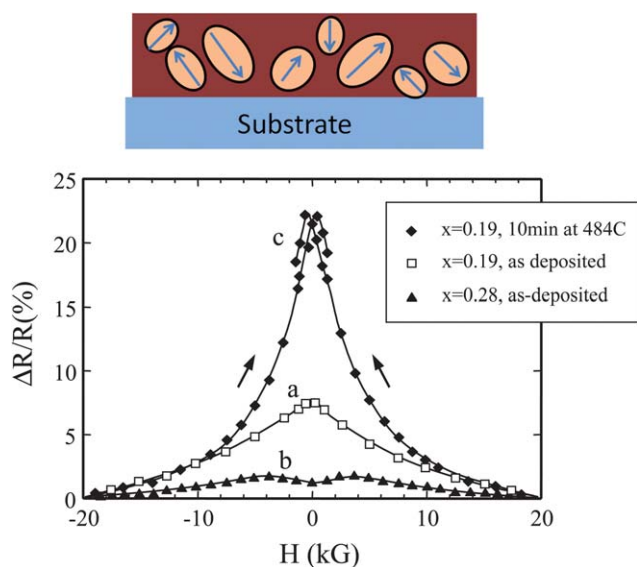 Substrate
25
20
15
10
5
0
-20
-10
0
10
20
ΔR/R(%)
H (kG)
c
a
b
x=0.19, 10min at 484C
x=0.19, as deposited
x=0.28, as-deposited